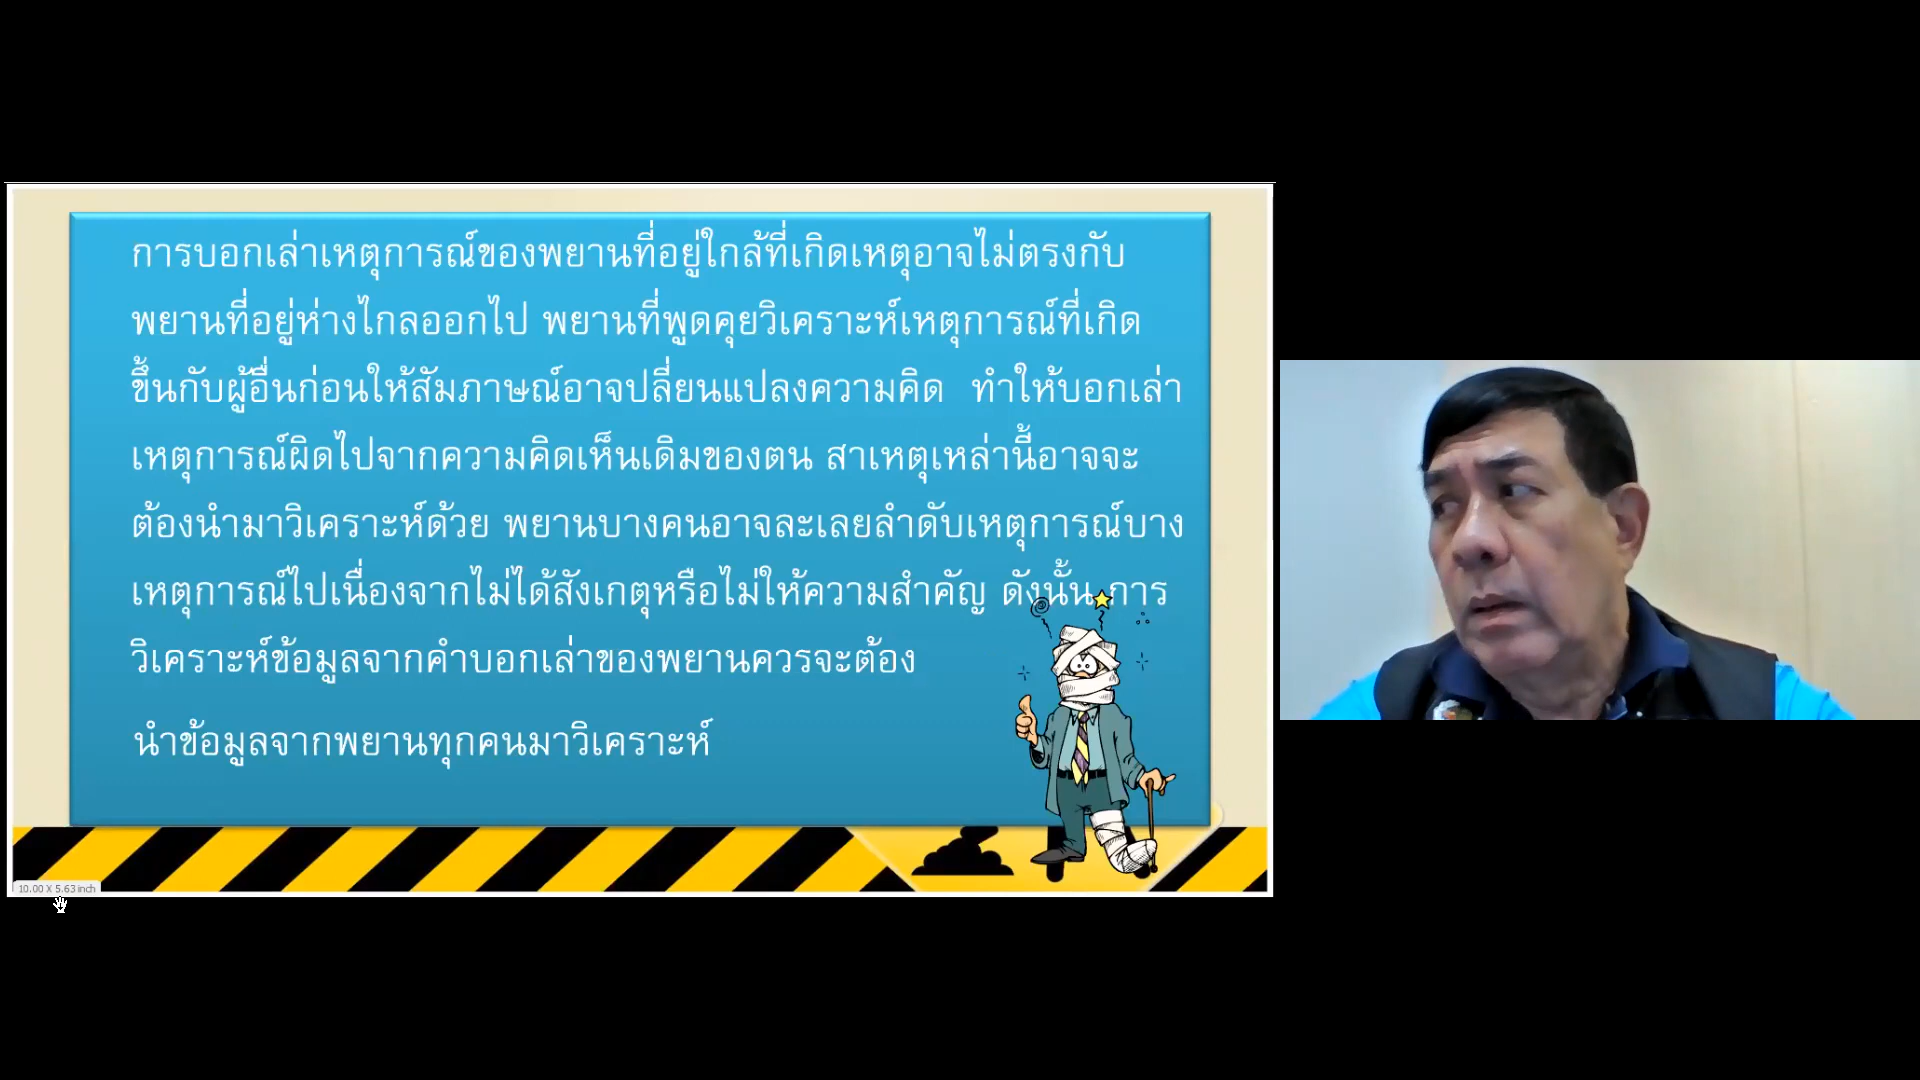 การบอกเล่าเหตุการณ์ของพยานที่อยู่ใกล้ที่เกิดเหตุอาจไม่ตรงกับ
พยานที่อยู่ห่างไกลออกไป พยานที่พูดคุยวิเคราะห์เหตุการณ์ที่เกิด
ขึ้นกับผู้อื่นก่อนให้สัมภาษณ์อาจปลี่ยนแปลงความคิด ทำให้บอกเล่า
เหตุการณ์ผิดไปจากความคิดเห็นเดิมของตน สาเหตุเหล่านี้อาจจะ
ต้องนำมาวิเคราะห์ด้วย พยานบางคนอาจละเลยลำดับเหตุการณ์บาง
เหตุการณ์ไปเนื่องจากไม่ได้สังเกตุหรือไม่ให้ความสำคัญ ดังนั้น การ
วิเคราะห์ข้อมูลจากคำบอกเล่าของพยานควรจะต้อง
นำข้อมูลจากพยานทุกคนมาวิเคราะห์
10.00 X 5.63 inch